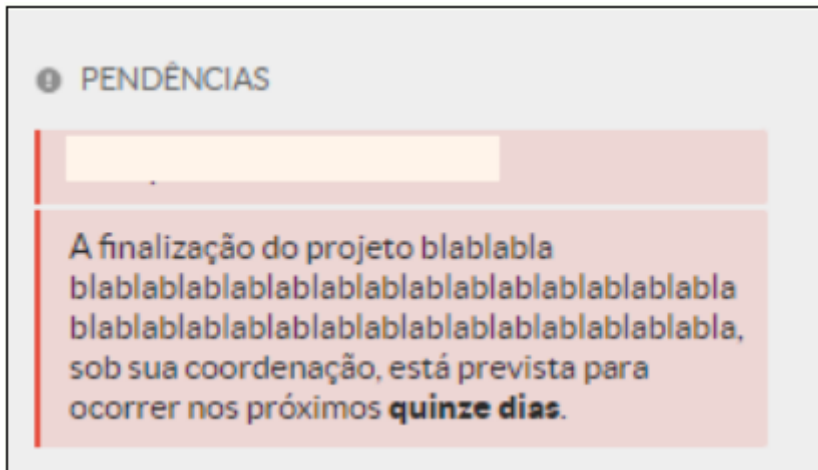 PENDÊNCIAS
A finalização do projeto blablabla
blablablablablablablablablablablablablabla
blablablablablablablablablablablablablabla,
sob sua coordenação, está prevista para
ocorrer nos próximos quinze dias.